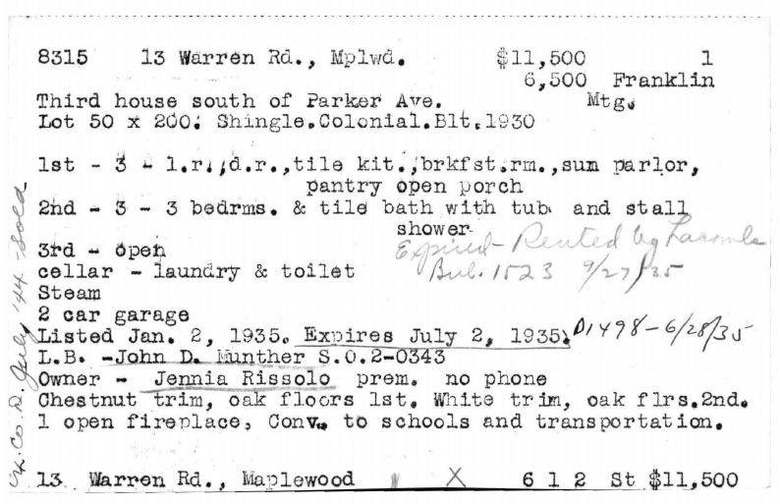 8315 13 Warren Rd., Mplwd. $11,500 1
6,500 Franklin
Third house south of Parker Ave. Mtg.
Lot 50 x 200. Shingle.Colonial.Blt.1930
1st - 3 - l.r.,d.r.,tile kit.,brkfst.rm.,sun parlor,
pantry open porch
2nd - 3 - 3 bedrms. & tile bath with tub and stall
shower
3rd - open
Expired - Rented by Lacombe
cellar - laundry & toilet
Bul. 1523 9/27/35
Steam
2 car garage
Listed Jan. 2, 1935. Expires July 2, 1935.
D1498-6/28/35
L.B. -John D. Munther S.O.2-0343
Owner - Jennia Rissolo prem. no phone
Chestnut trim, oak floors 1st. White trim, oak flrs.2nd.
1 open fireplace, Conv. to schools and transportation.
13 Warren Rd., Maplewood X 6 1 2 St $11,500
Co. R. July '44 - Sold